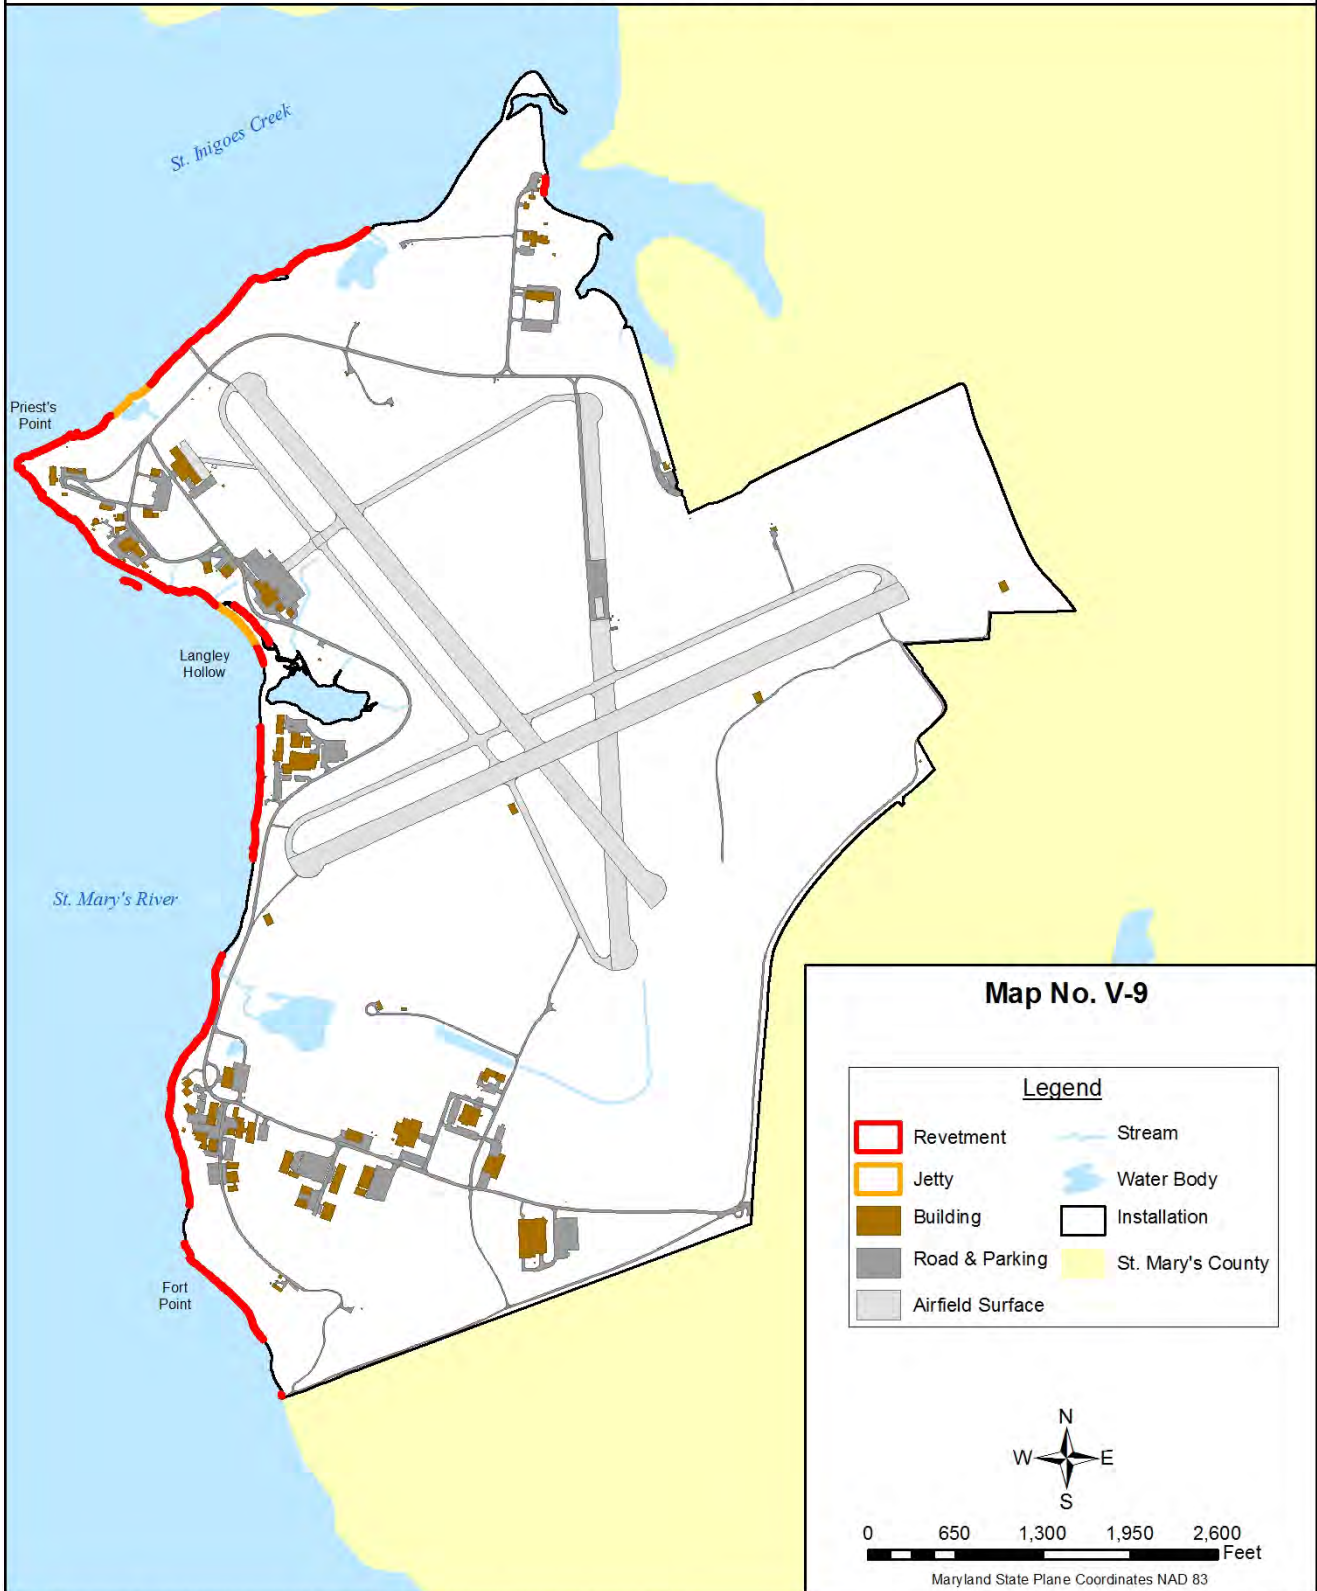 St. Inigoes Creek
Priest's
Point
Langley
Hollow
St. Mary's River
Fort
Point
Map No. V-9
Legend
Revetment
Jetty
Building
Road & Parking
Airfield Surface
Stream
Water Body
Installation
St. Mary's County
N
W E
S
0 650 1,300 1,950 2,600
Feet
Maryland State Plane Coordinates NAD 83